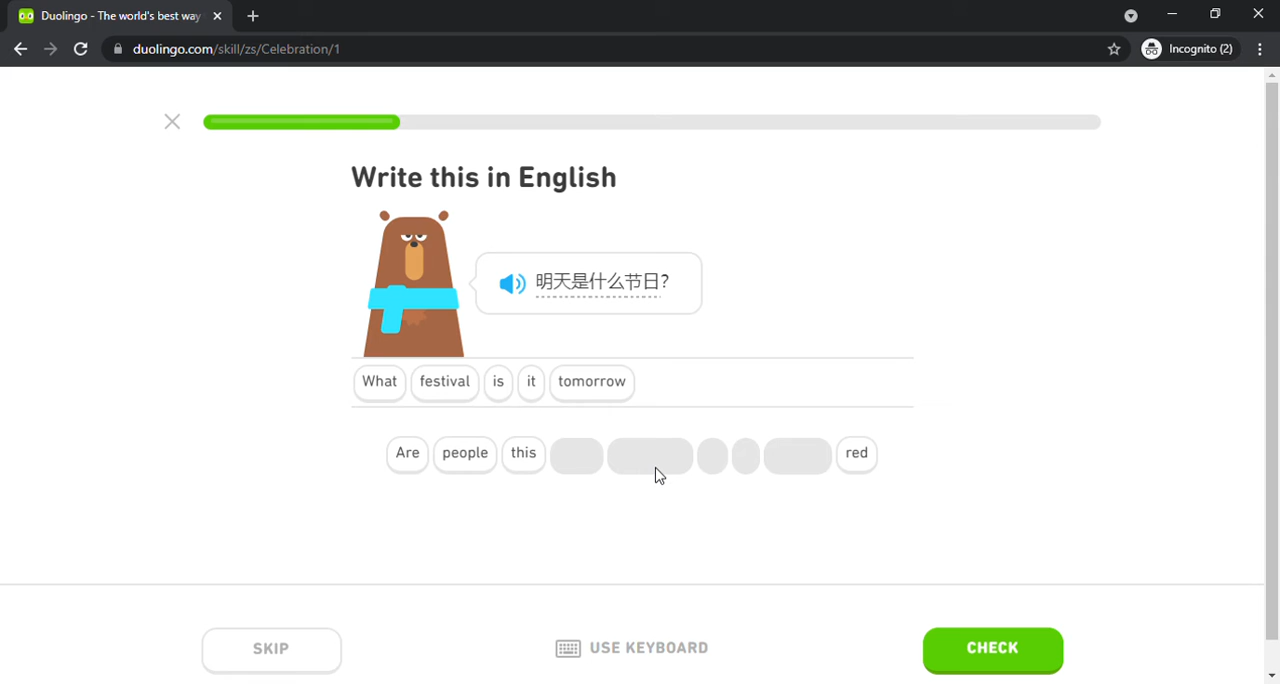 Duolingo - The world's best way
duolingo.com/skill/zs/Celebration/1
Incognito (2)
Write this in English
明天是什么节日?
What festival is it tomorrow
Are people this red
SKIP
USE KEYBOARD
CHECK